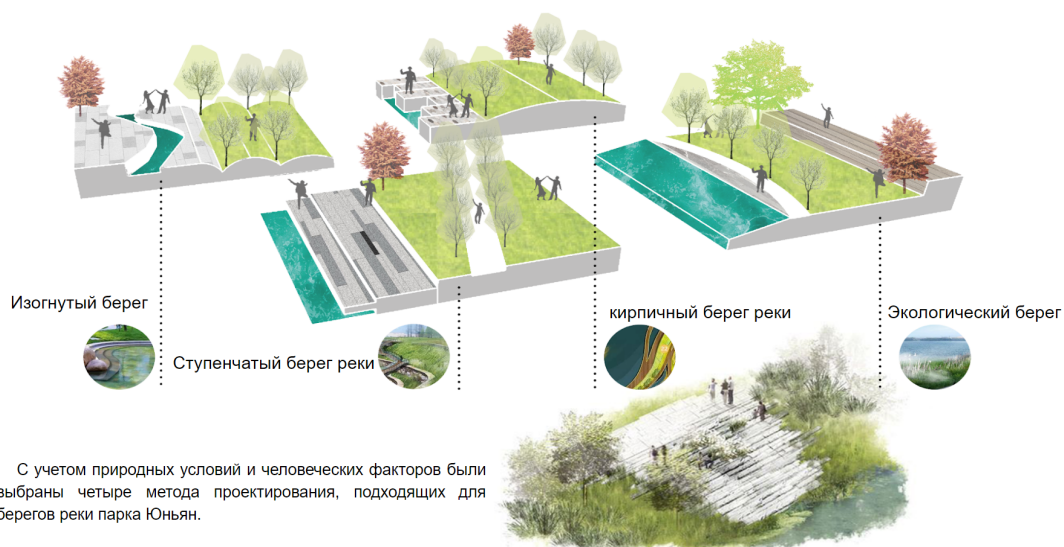 Изогнутый берег
Ступенчатый берег реки
кирпичный берег реки
Экологический берег
С учетом природных условий и человеческих факторов были
выбраны четыре метода проектирования, подходящих для
берегов реки парка Юньян.